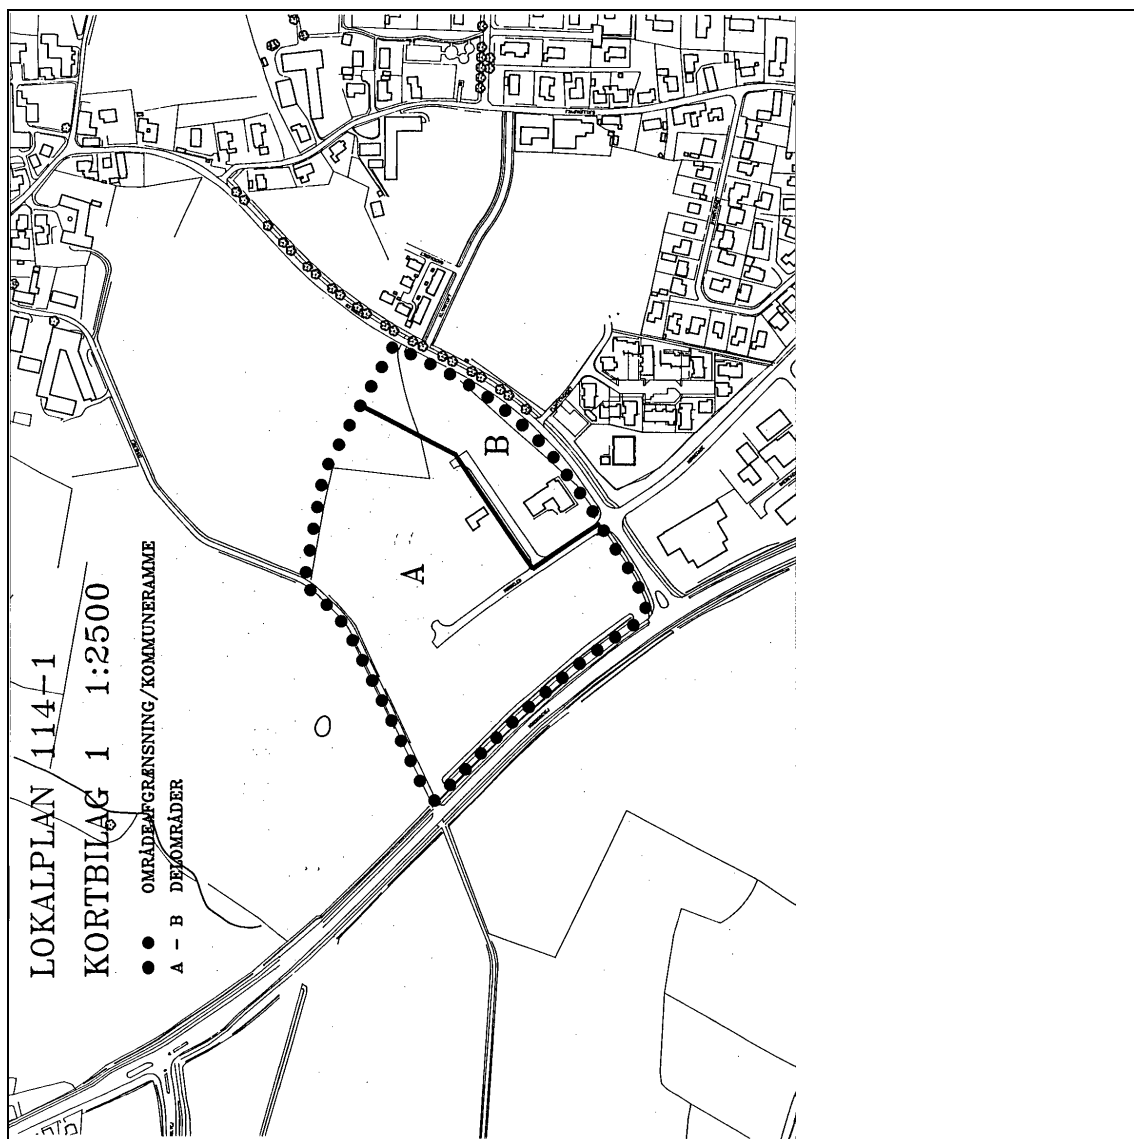 LOKALPLAN 114-1
KORTBILAG 1 1:2500
OMRÅDEAFGRÆNSNING/KOMMUNERAMME
A - B DELOMRÅDER
A
B